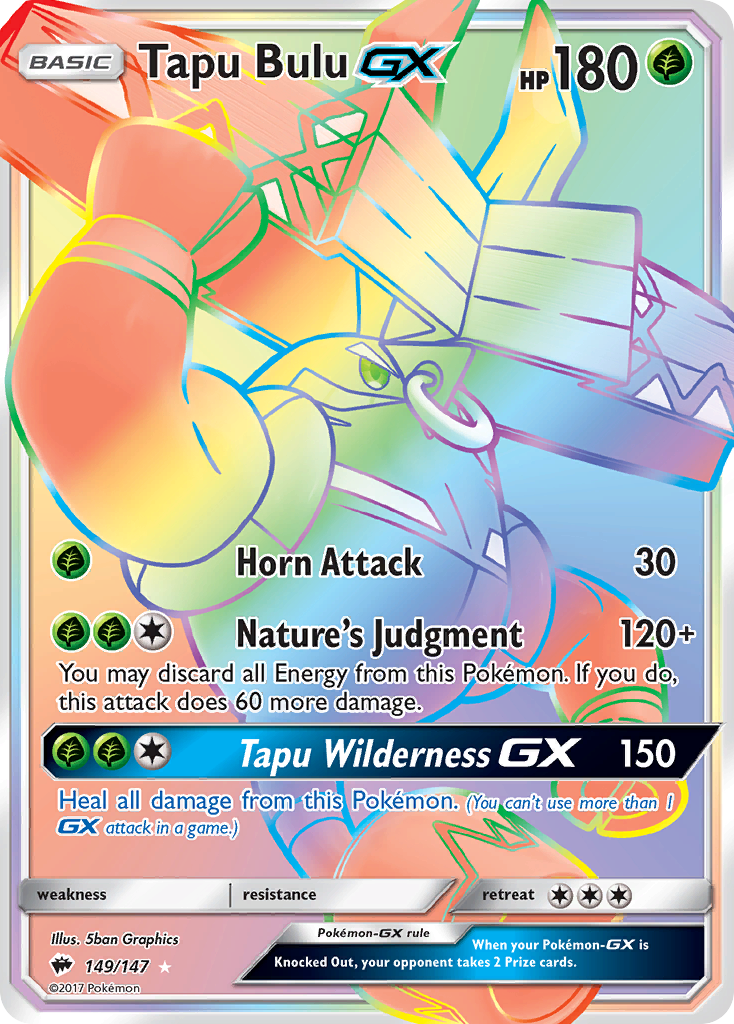 BASIC Tapu Bulu GX HP 180
Horn Attack 30
Nature's Judgment 120+
You may discard all Energy from this Pokémon. If you do,
this attack does 60 more damage.
Tapu Wilderness GX 150
Heal all damage from this Pokémon. (You can't use more than 1
GX attack in a game.)
weakness resistance retreat
Illus. 5ban Graphics
Pokémon-GX rule
149/147
When your Pokémon-GX is
Knocked Out, your opponent takes 2 Prize cards.
©2017 Pokémon